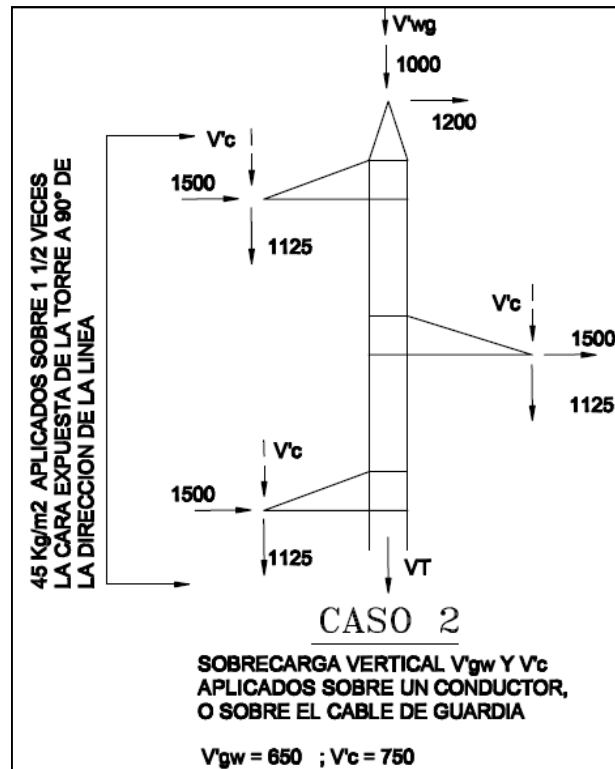 V'wg
1000
1200
V'c
1500
1125
45 Kg/m2 APLICADOS SOBRE 1 1/2 VECES
LA CARA EXPUESTA DE LA TORRE A 90° DE
LA DIRECCION DE LA LINEA
V'c
1500
1125
V'c
1500
1125
VT
CASO 2
SOBRECARGA VERTICAL V'gw Y V'c
APLICADOS SOBRE UN CONDUCTOR,
O SOBRE EL CABLE DE GUARDIA
V'gw = 650 ; V'c = 750